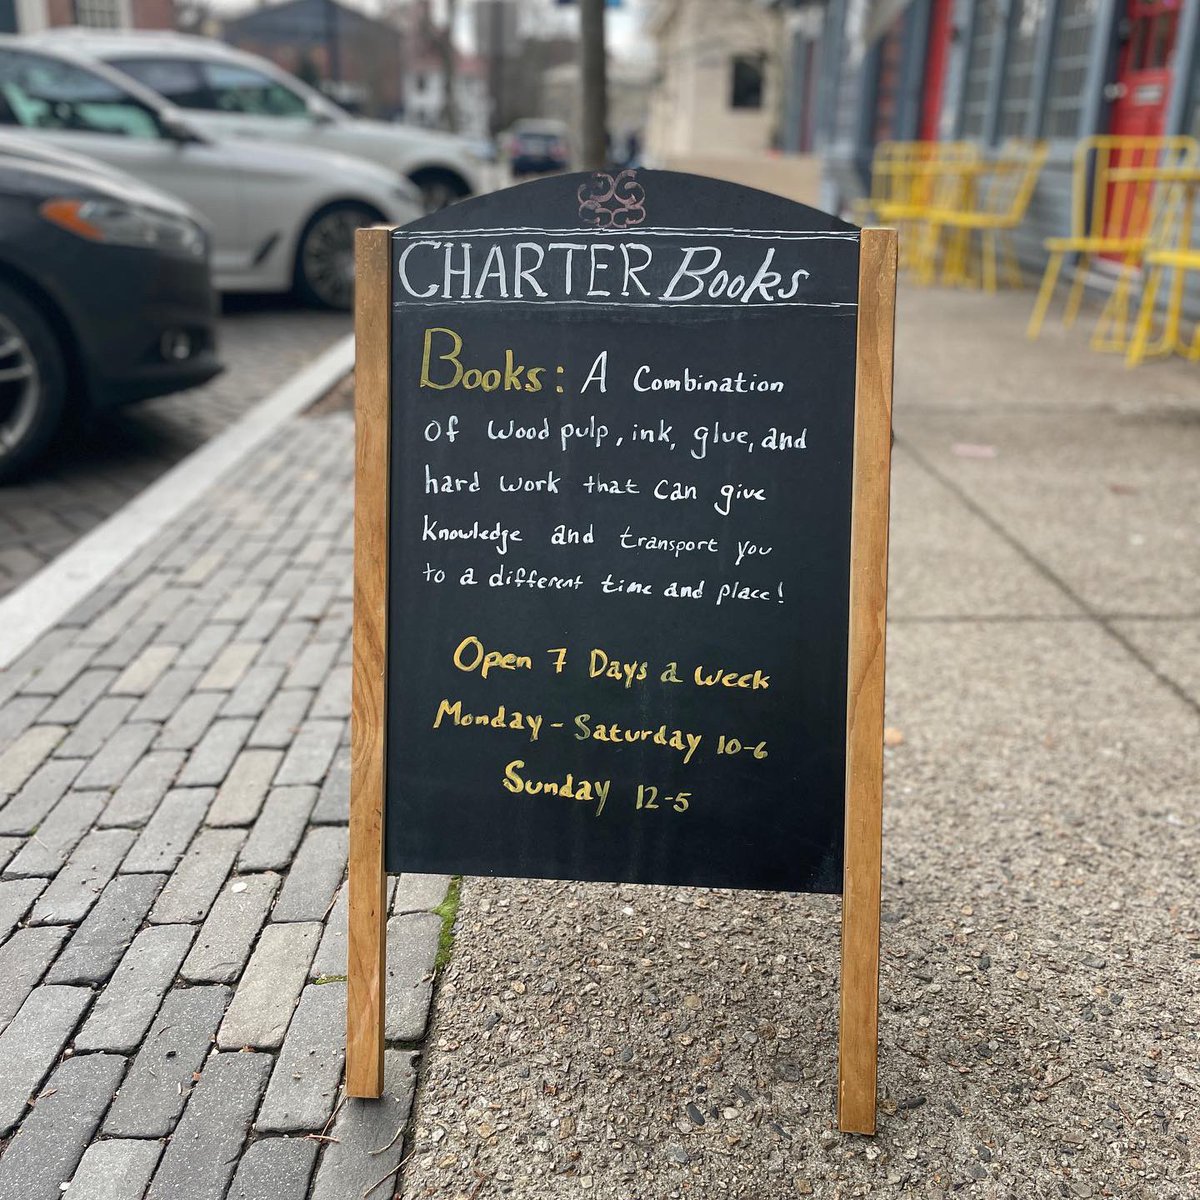 CHARTER Books
Books: A Combination
of Wood pulp, ink, glue, and
hard work that can give
Knowledge and transport you
to a different time and place!
Open 7 Days a Week
Monday - Saturday 10-6
Sunday 12-5